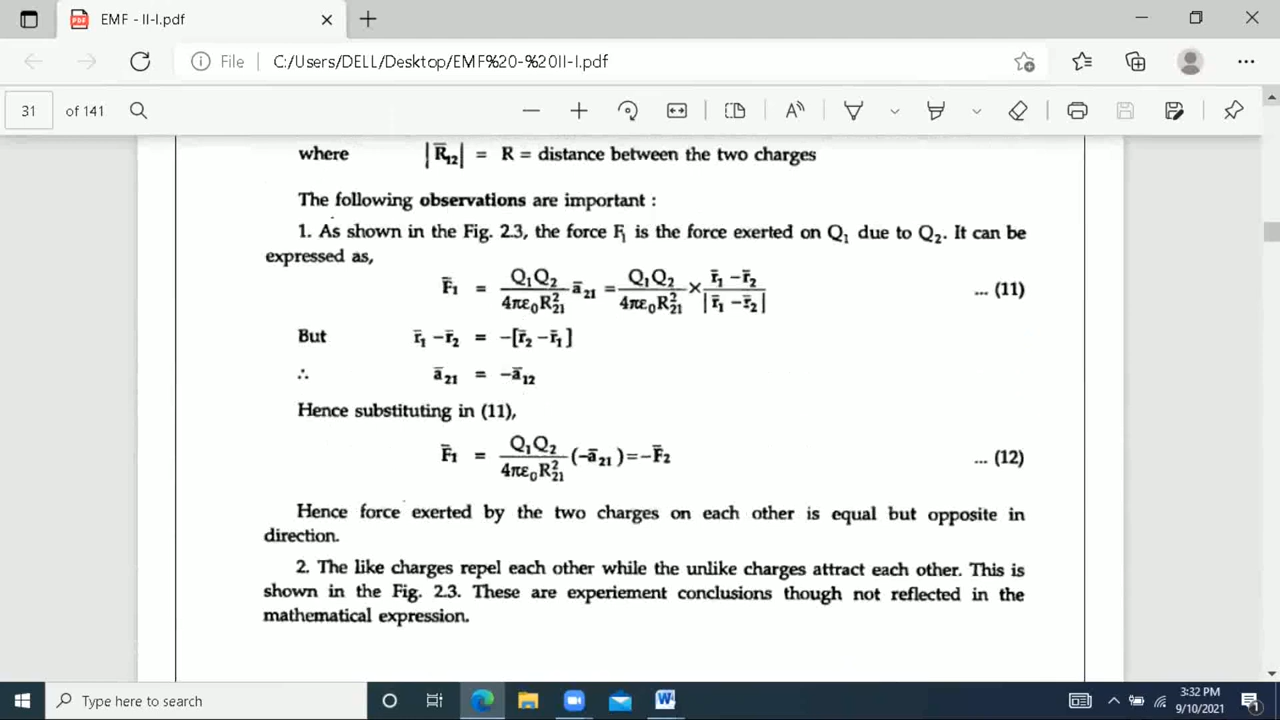 EMF - II-I.pdf
File C:/Users/DELL/Desktop/EMF%20-%20II-I.pdf
31 of 141
where |R̄₁₂| = R = distance between the two charges
The following observations are important :
1. As shown in the Fig. 2.3, the force F₁ is the force exerted on Q₁ due to Q₂. It can be
expressed as,
F̄₁ = Q₁Q₂/4πε₀R²₂₁ ā₂₁ = Q₁Q₂/4πε₀R²₂₁ × r̄₁ − r̄₂/|r̄₁ − r̄₂| ... (11)
But r̄₁ − r̄₂ = −[r̄₂ − r̄₁]
∴ ā₂₁ = −ā₁₂
Hence substituting in (11),
F̄₁ = Q₁Q₂/4πε₀R²₂₁ (−ā₂₁) = −F̄₂ ... (12)
Hence force exerted by the two charges on each other is equal but opposite in
direction.
2. The like charges repel each other while the unlike charges attract each other. This is
shown in the Fig. 2.3. These are experiement conclusions though not reflected in the
mathematical expression.
Type here to search
3:32 PM
9/10/2021